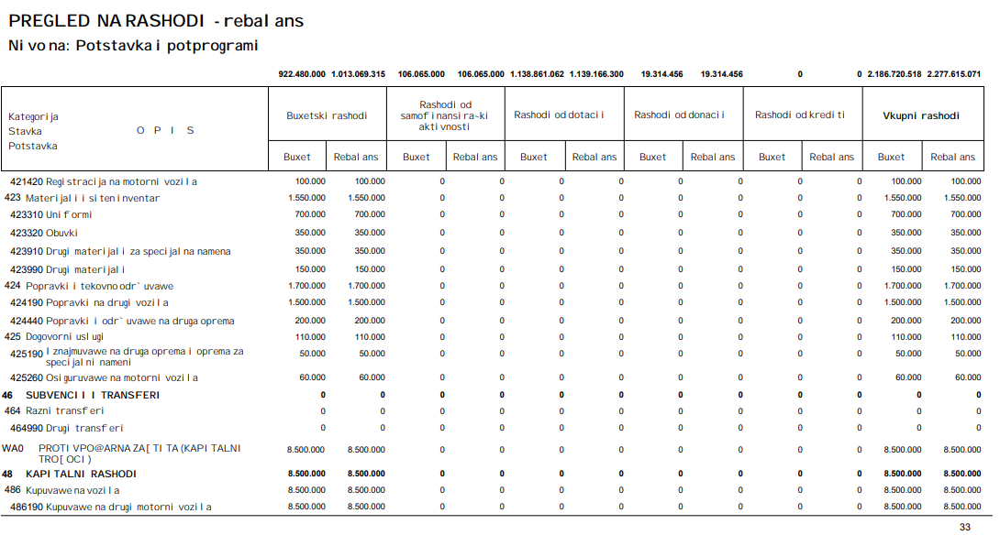 PREGLED NA RASHODI - rebalans
Nivo na: Potstavka i potprogrami
922.480.000 1.013.069.315 106.065.000 106.065.000 1.138.861.062 1.139.166.300 19.314.456 19.314.456 0 0 2.186.720.518 2.277.615.071
Kategorija
Stavka
Potstavka
O P I S
Buxetski rashodi
Rashodi od
samofinansira~ki
aktivnosti
Rashodi od dotacii
Rashodi od donacii
Rashodi od krediti
Vkupni rashodi
Buxet Rebalans Buxet Rebalans Buxet Rebalans Buxet Rebalans Buxet Rebalans Buxet Rebalans
421420 Registracija na motorni vozila 100.000 100.000 0 0 0 0 0 0 0 0 100.000 100.000
423 Materijali i siten inventar 1.550.000 1.550.000 0 0 0 0 0 0 0 0 1.550.000 1.550.000
423310 Uniformi 700.000 700.000 0 0 0 0 0 0 0 0 700.000 700.000
423320 Obuvki 350.000 350.000 0 0 0 0 0 0 0 0 350.000 350.000
423910 Drugi materijali za specijalna namena 350.000 350.000 0 0 0 0 0 0 0 0 350.000 350.000
423990 Drugi materijali 150.000 150.000 0 0 0 0 0 0 0 0 150.000 150.000
424 Popravki i tekovno odr`uvawe 1.700.000 1.700.000 0 0 0 0 0 0 0 0 1.700.000 1.700.000
424190 Popravki na drugi vozila 1.500.000 1.500.000 0 0 0 0 0 0 0 0 1.500.000 1.500.000
424440 Popravki i odr`uvawe na druga oprema 200.000 200.000 0 0 0 0 0 0 0 0 200.000 200.000
425 Dogovorni uslugi 110.000 110.000 0 0 0 0 0 0 0 0 110.000 110.000
425190 Iznajmuvawe na druga oprema i oprema za
specijalni nameni 50.000 50.000 0 0 0 0 0 0 0 0 50.000 50.000
425260 Osiguruvawe na motorni vozila 60.000 60.000 0 0 0 0 0 0 0 0 60.000 60.000
46 SUBVENCII I TRANSFERI 0 0 0 0 0 0 0 0 0 0 0 0
464 Razni transferi 0 0 0 0 0 0 0 0 0 0 0 0
464990 Drugi transferi 0 0 0 0 0 0 0 0 0 0 0 0
WA0 PROTIVPO@ARNA ZA[TITA (KAPITALNI
TRO[OCI) 8.500.000 8.500.000 0 0 0 0 0 0 0 0 8.500.000 8.500.000
48 KAPITALNI RASHODI 8.500.000 8.500.000 0 0 0 0 0 0 0 0 8.500.000 8.500.000
486 Kupuvawe na vozila 8.500.000 8.500.000 0 0 0 0 0 0 0 0 8.500.000 8.500.000
486190 Kupuvawe na drugi motorni vozila 8.500.000 8.500.000 0 0 0 0 0 0 0 0 8.500.000 8.500.000
33